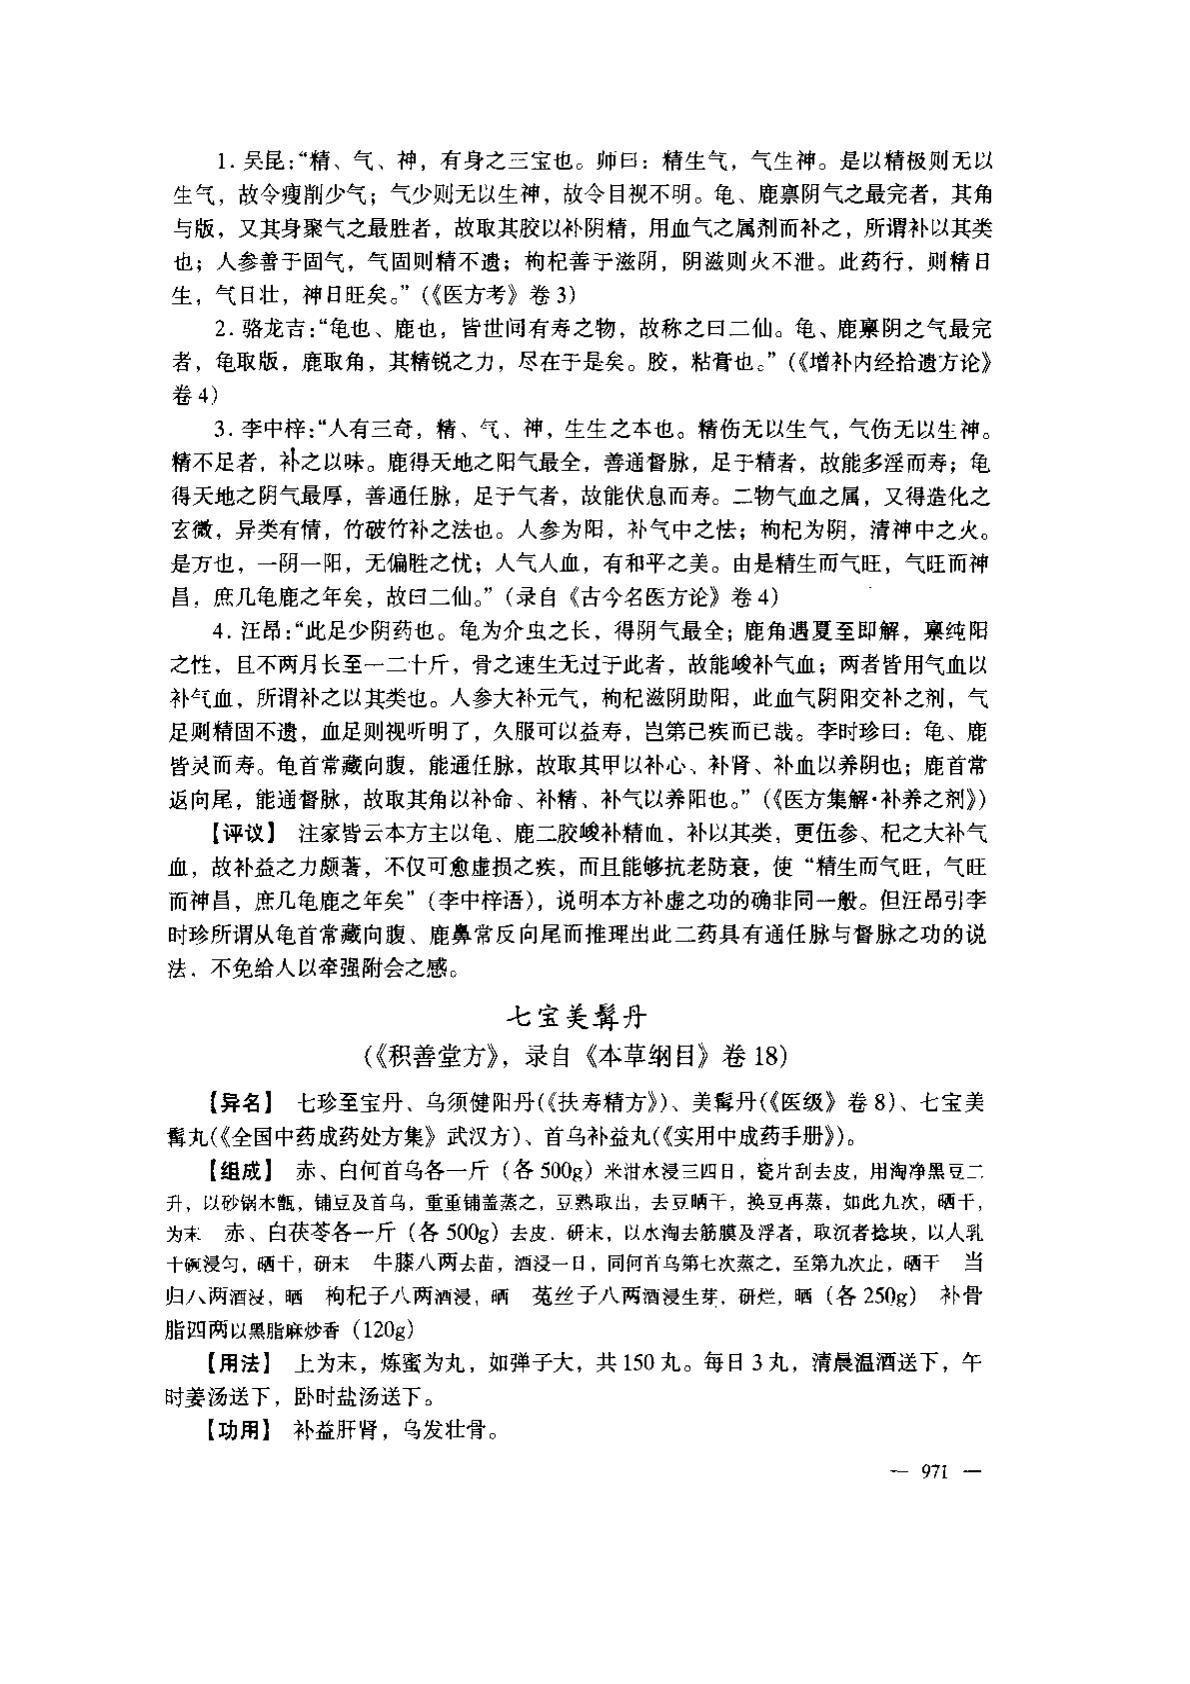 1. 吴昆:“精、气、神，有身之三宝也。师曰：精生气，气生神。是以精极则无以
生气，故令瘦削少气；气少则无以生神，故令目视不明。龟、鹿禀阴气之最完者，其角
与版，又其身聚气之最胜者，故取其胶以补阴精，用血气之属剂而补之，所谓补以其类
也；人参善于固气，气固则精不遗；枸杞善于滋阴，阴滋则火不泄。此药行，则精日
生，气日壮，神日旺矣。”(《医方考》卷 3)
2. 骆龙吉:“龟也、鹿也，皆世间有寿之物，故称之曰二仙。龟、鹿禀阴之气最完
者，龟取版，鹿取角，其精锐之力，尽在于是矣。胶，粘膏也。”(《增补内经拾遗方论》
卷 4)
3. 李中梓:“人有三奇，精、气、神，生生之本也。精伤无以生气，气伤无以生神。
精不足者，补之以味。鹿得天地之阳气最全，善通督脉，足于精者，故能多淫而寿；龟
得天地之阴气最厚，善通任脉，足于气者，故能伏息而寿。二物气血之属，又得造化之
玄微，异类有情，竹破竹补之法也。人参为阳，补气中之怯；枸杞为阴，清神中之火。
是方也，一阴一阳，无偏胜之忧；人气人血，有和平之美。由是精生而气旺，气旺而神
昌，庶几龟鹿之年矣，故曰二仙。”(录自《古今名医方论》卷 4)
4. 汪昂:“此足少阴药也。龟为介虫之长，得阴气最全；鹿角遇夏至即解，禀纯阳
之性，且不两月长至一二十斤，骨之速生无过于此者，故能峻补气血；两者皆用气血以
补气血，所谓补之以其类也。人参大补元气，枸杞滋阴助阳，此血气阴阳交补之剂，气
足则精固不遗，血足则视听明了，久服可以益寿，岂第已疾而已哉。李时珍曰：龟、鹿
皆灵而寿。龟首常藏向腹，能通任脉，故取其甲以补心、补肾、补血以养阴也；鹿首常
返向尾，能通督脉，故取其角以补命、补精、补气以养阳也。”(《医方集解·补养之剂》)
【评议】 注家皆云本方主以龟、鹿二胶峻补精血，补以其类，更伍参、杞之大补气
血，故补益之力颇著，不仅可愈虚损之疾，而且能够抗老防衰，使“精生而气旺，气旺
而神昌，庶几龟鹿之年矣”(李中梓语)，说明本方补虚之功的确非同一般。但汪昂引李
时珍所谓从龟首常藏向腹、鹿鼻常反向尾而推理出此二药具有通任脉与督脉之功的说
法，不免给人以牵强附会之感。
七宝美髯丹
(《积善堂方》，录自《本草纲目》卷 18)
【异名】 七珍至宝丹、乌须健阳丹(《扶寿精方》)、美髯丹(《医级》卷 8)、七宝美
髯丸(《全国中药成药处方集》武汉方)、首乌补益丸(《实用中成药手册》)。
【组成】 赤、白何首乌各一斤（各 500g）米泔水浸三四日，瓷片刮去皮，用淘净黑豆二
升，以砂锅木甑，铺豆及首乌，重重铺盖蒸之，豆熟取出，去豆晒干，换豆再蒸，如此九次，晒干，
为末 赤、白茯苓各一斤（各 500g）去皮，研末，以水淘去筋膜及浮者，取沉者捻块，以人乳
十碗浸匀，晒干，研末 牛膝八两去苗，酒浸一日，同何首乌第七次蒸之，至第九次止，晒干 当
归八两酒浸，晒 枸杞子八两酒浸，晒 菟丝子八两酒浸生芽，研烂，晒（各 250g） 补骨
脂四两以黑脂麻炒香（120g）
【用法】 上为末，炼蜜为丸，如弹子大，共 150 丸。每日 3 丸，清晨温酒送下，午
时姜汤送下，卧时盐汤送下。
【功用】 补益肝肾，乌发壮骨。
— 971 —